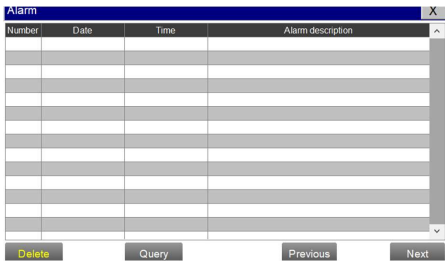 Alarm X
Number Date Time Alarm description
Delete Query Previous Next